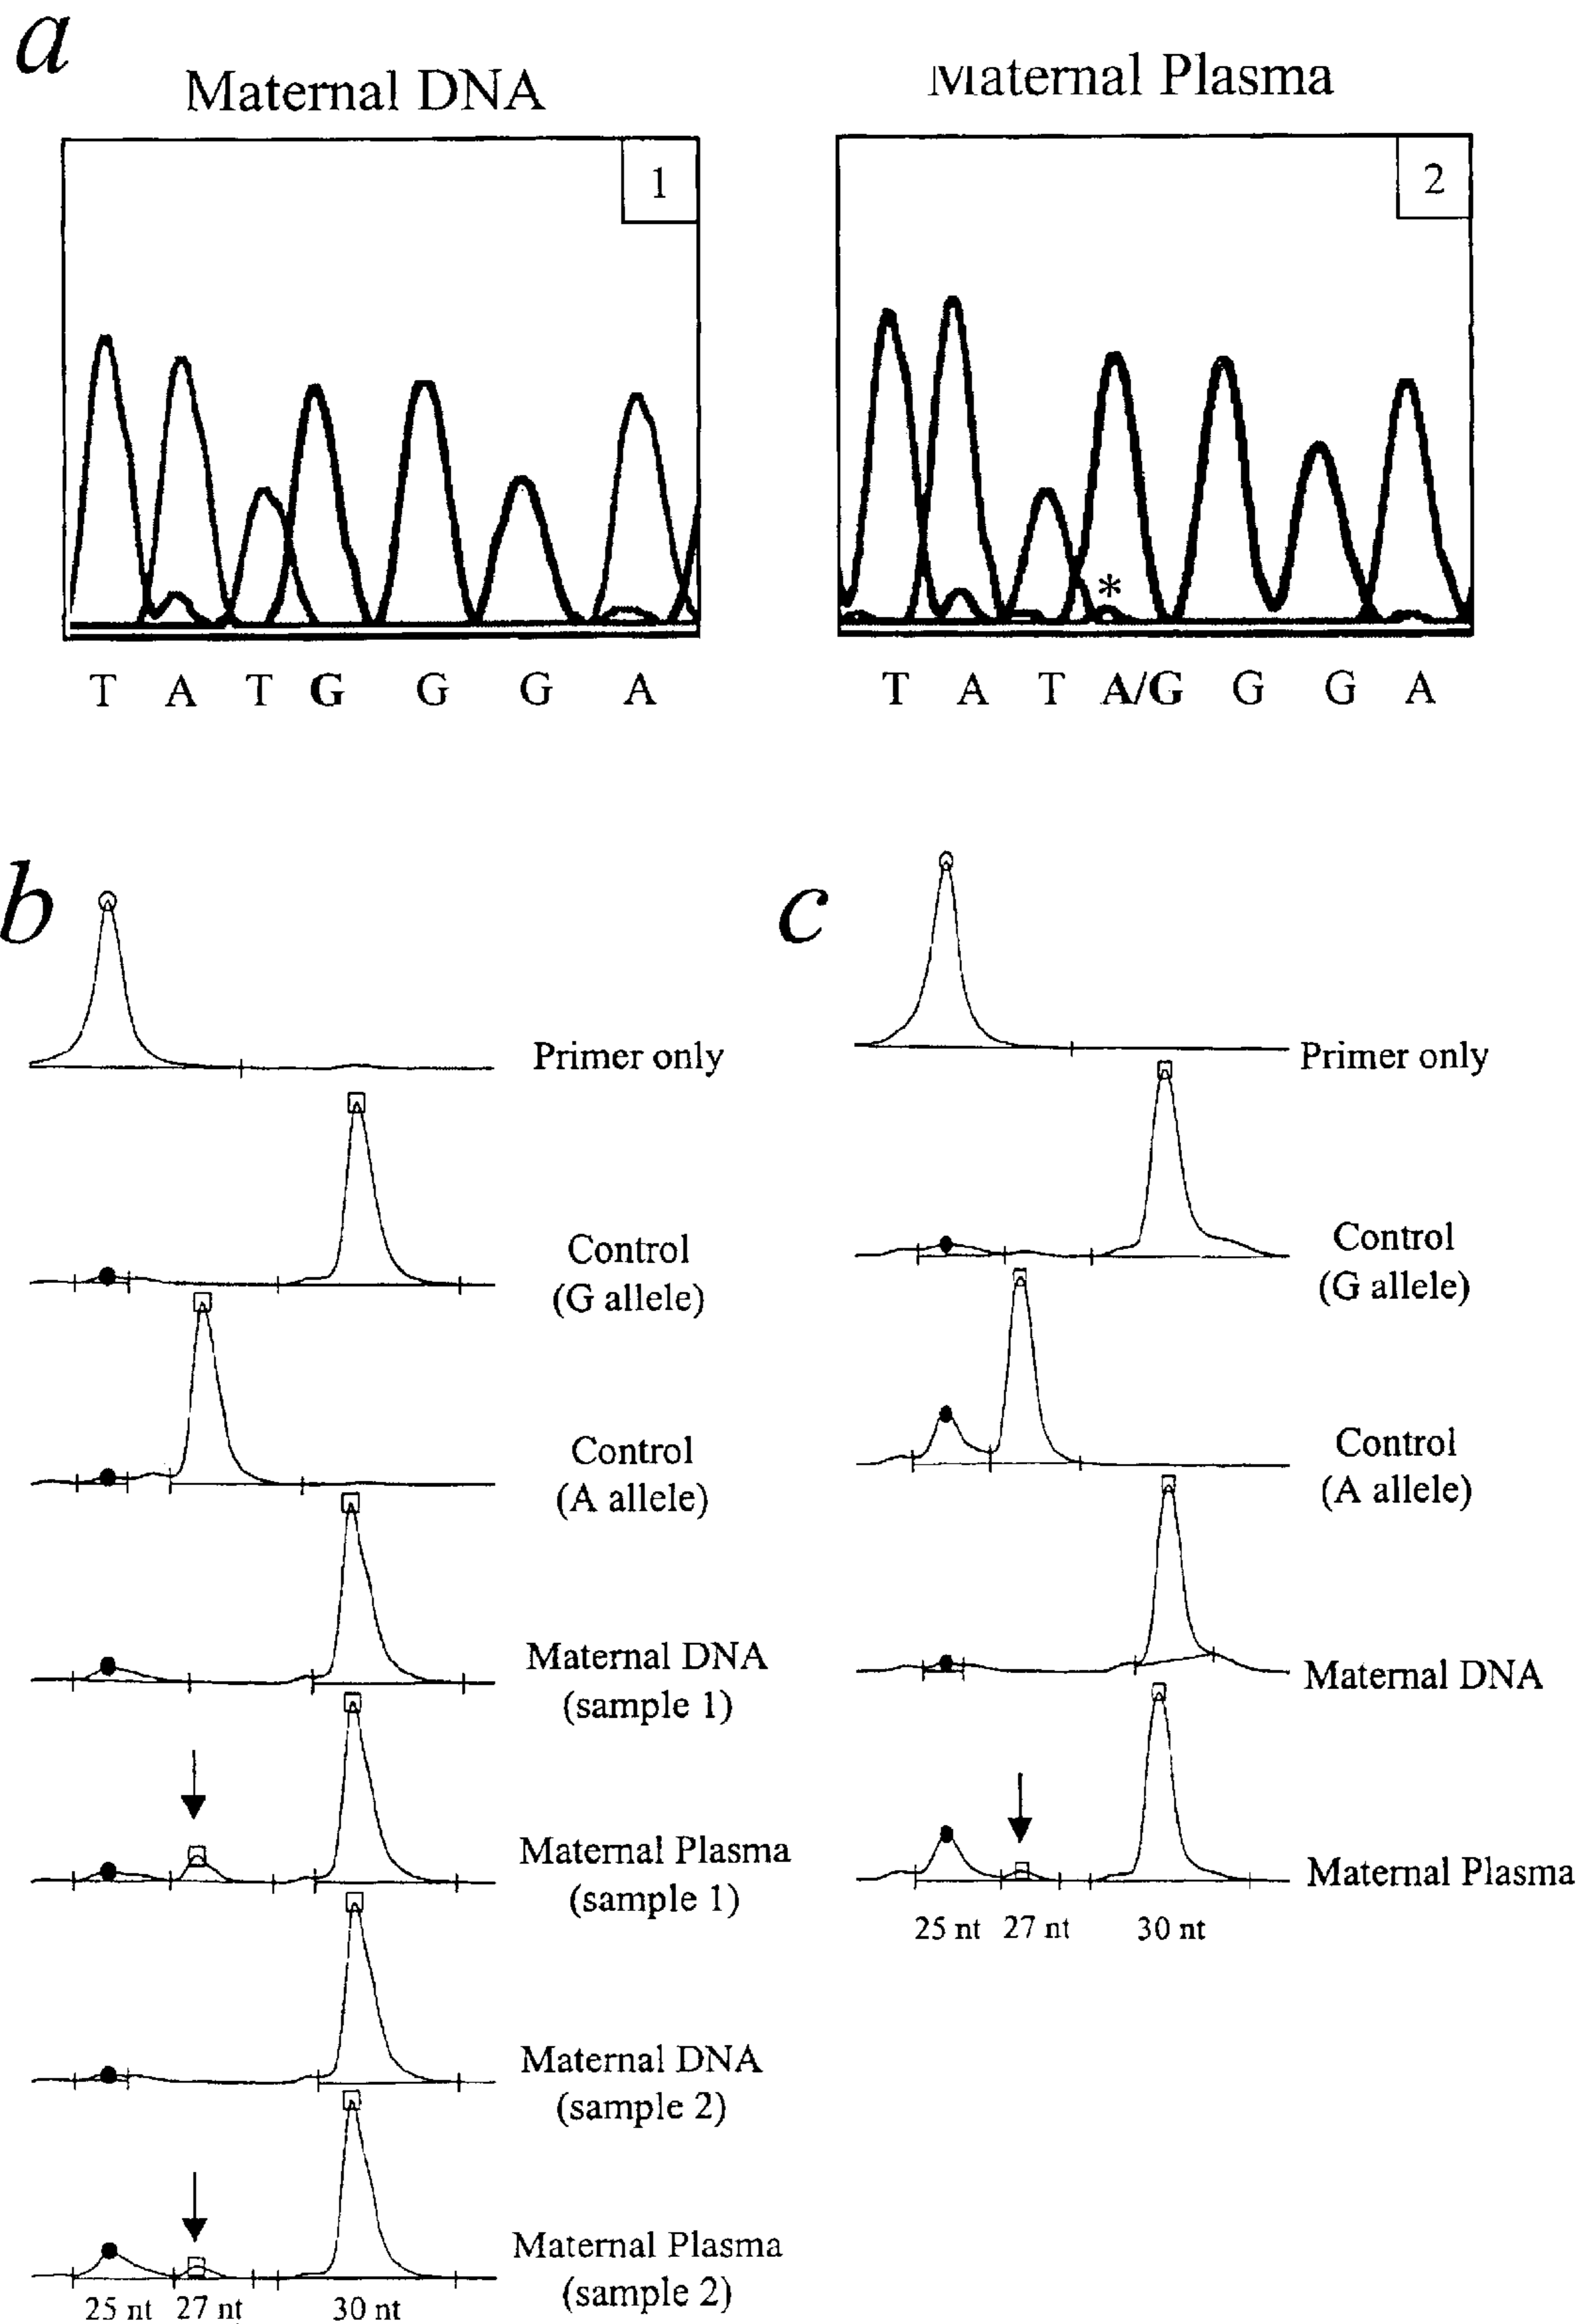 a
Maternal DNA
Maternal Plasma
1
2
*
T A T G G G A
T A T A/G G G A
b
Primer only
Control
(G allele)
Control
(A allele)
Maternal DNA
(sample 1)
Maternal Plasma
(sample 1)
Maternal DNA
(sample 2)
Maternal Plasma
(sample 2)
25 nt 27 nt 30 nt
c
Primer only
Control
(G allele)
Control
(A allele)
Maternal DNA
Maternal Plasma
25 nt 27 nt 30 nt